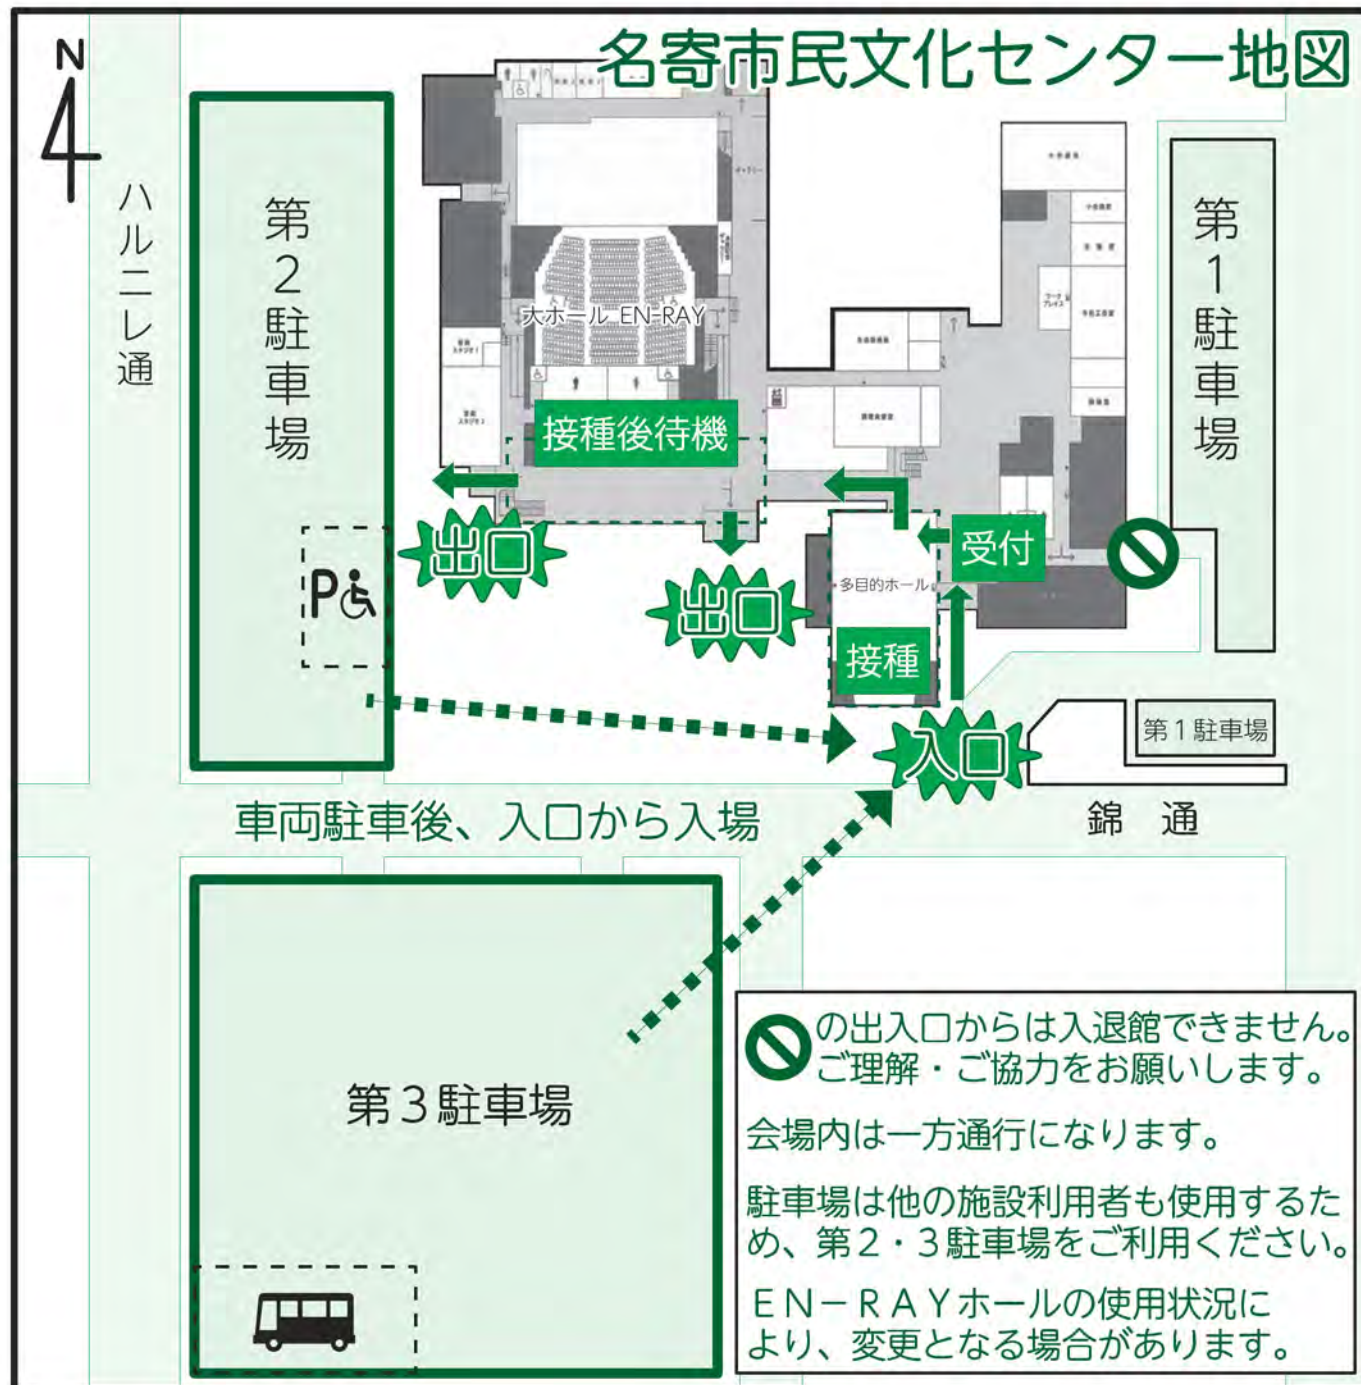 名寄市民文化センター地図
N
ハルニレ通
第2駐車場
第1駐車場
大ホール EN-RAY
接種後待機
受付
出口
出口
多目的ホール
接種
入口
P
第1駐車場
錦 通
車両駐車後、入口から入場
第3駐車場
の出入口からは入退館できません。
ご理解・ご協力をお願いします。
会場内は一方通行になります。
駐車場は他の施設利用者も使用するた
め、第2・3駐車場をご利用ください。
EN-RAYホールの使用状況に
より、変更となる場合があります。